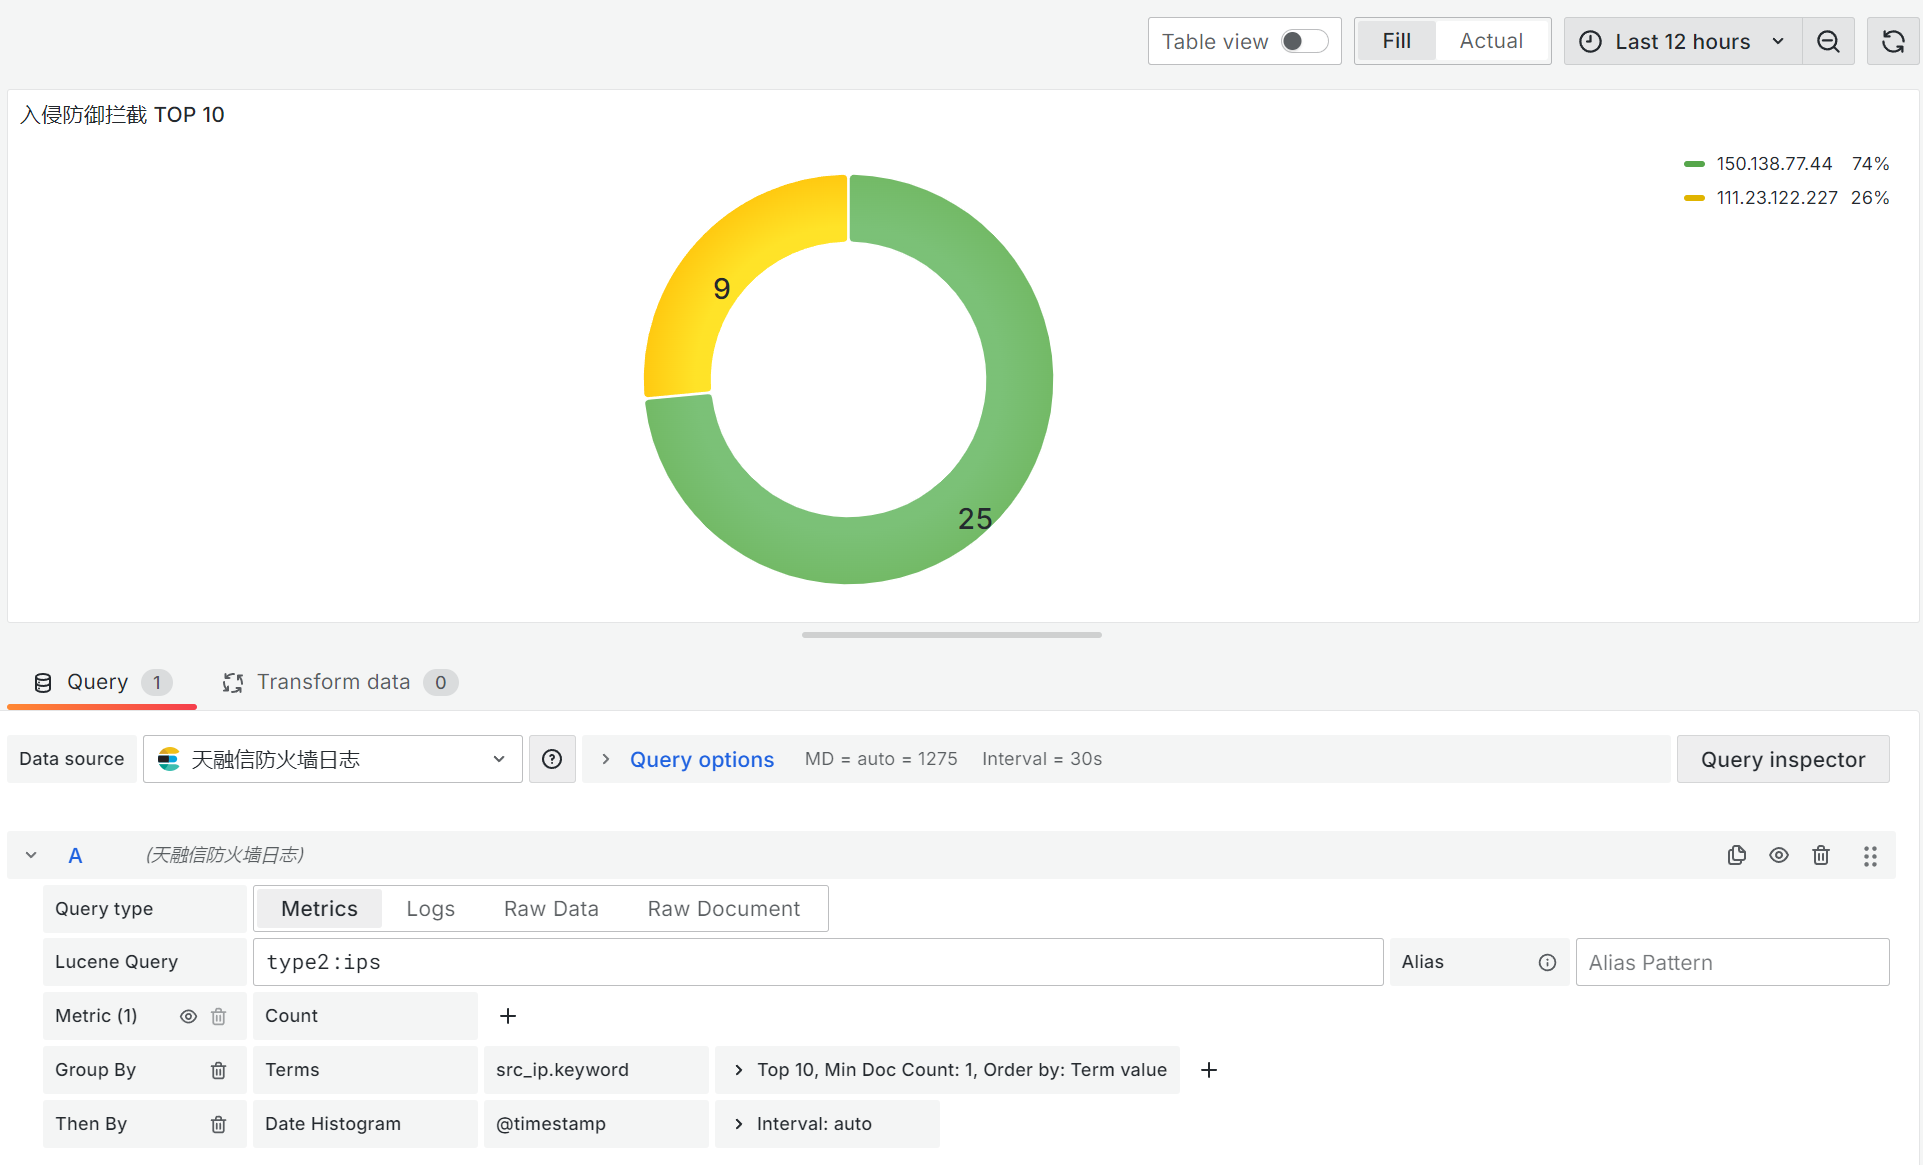 Table view Fill Actual Last 12 hours
入侵防御拦截 TOP 10
150.138.77.44 74%
111.23.122.227 26%
9
25
Query 1 Transform data 0
Data source 天融信防火墙日志 Query options MD = auto = 1275 Interval = 30s Query inspector
A (天融信防火墙日志)
Query type Metrics Logs Raw Data Raw Document
Lucene Query type2:ips Alias Alias Pattern
Metric (1) Count +
Group By Terms src_ip.keyword > Top 10, Min Doc Count: 1, Order by: Term value +
Then By Date Histogram @timestamp > Interval: auto